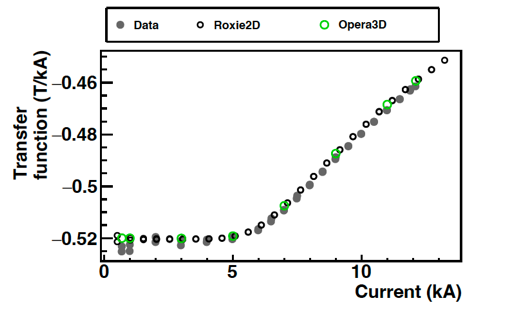 Data Roxie2D Opera3D
Transfer
function (T/kA)
−0.46
−0.48
−0.5
−0.52
0 5 10
Current (kA)